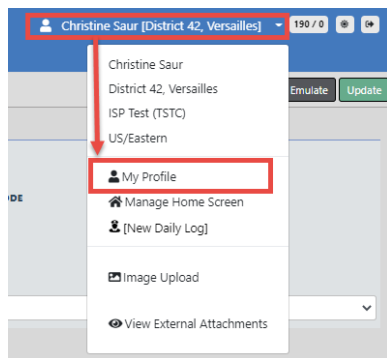 Christine Saur [District 42, Versailles] 190 / 0
Christine Saur
District 42, Versailles
Emulate Update
ISP Test (TSTC)
US/Eastern
My Profile
ODE
Manage Home Screen
[New Daily Log]
Image Upload
View External Attachments